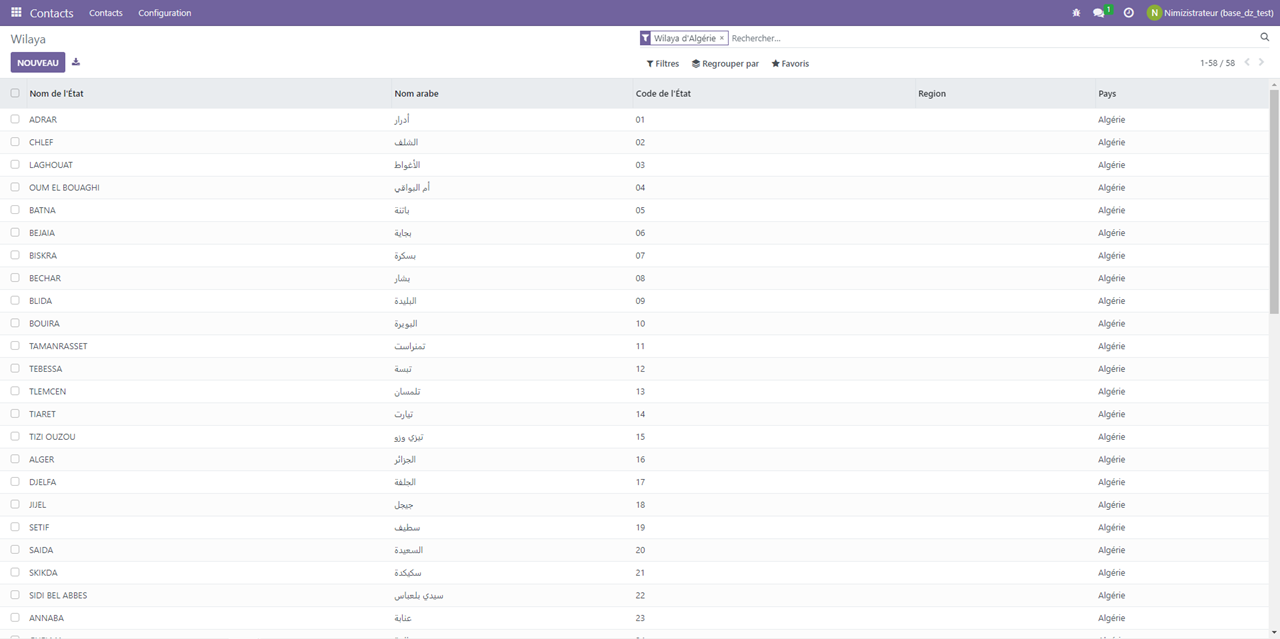 Contacts Contacts Configuration 1 N Nimizistrateur (base_dz_test)
Wilaya Wilaya d'Algérie × Rechercher...
NOUVEAU Filtres Regrouper par Favoris 1-58 / 58
Nom de l'État Nom arabe Code de l'État Region Pays
ADRAR أدرار 01 Algérie
CHLEF الشلف 02 Algérie
LAGHOUAT الأغواط 03 Algérie
OUM EL BOUAGHI أم البواقي 04 Algérie
BATNA باتنة 05 Algérie
BEJAIA بجاية 06 Algérie
BISKRA بسكرة 07 Algérie
BECHAR بشار 08 Algérie
BLIDA البليدة 09 Algérie
BOUIRA البويرة 10 Algérie
TAMANRASSET تمنراست 11 Algérie
TEBESSA تبسة 12 Algérie
TLEMCEN تلمسان 13 Algérie
TIARET تيارت 14 Algérie
TIZI OUZOU تيزي وزو 15 Algérie
ALGER الجزائر 16 Algérie
DJELFA الجلفة 17 Algérie
JIJEL جيجل 18 Algérie
SETIF سطيف 19 Algérie
SAIDA السعيدة 20 Algérie
SKIKDA سكيكدة 21 Algérie
SIDI BEL ABBES سيدي بلعباس 22 Algérie
ANNABA عنابة 23 Algérie